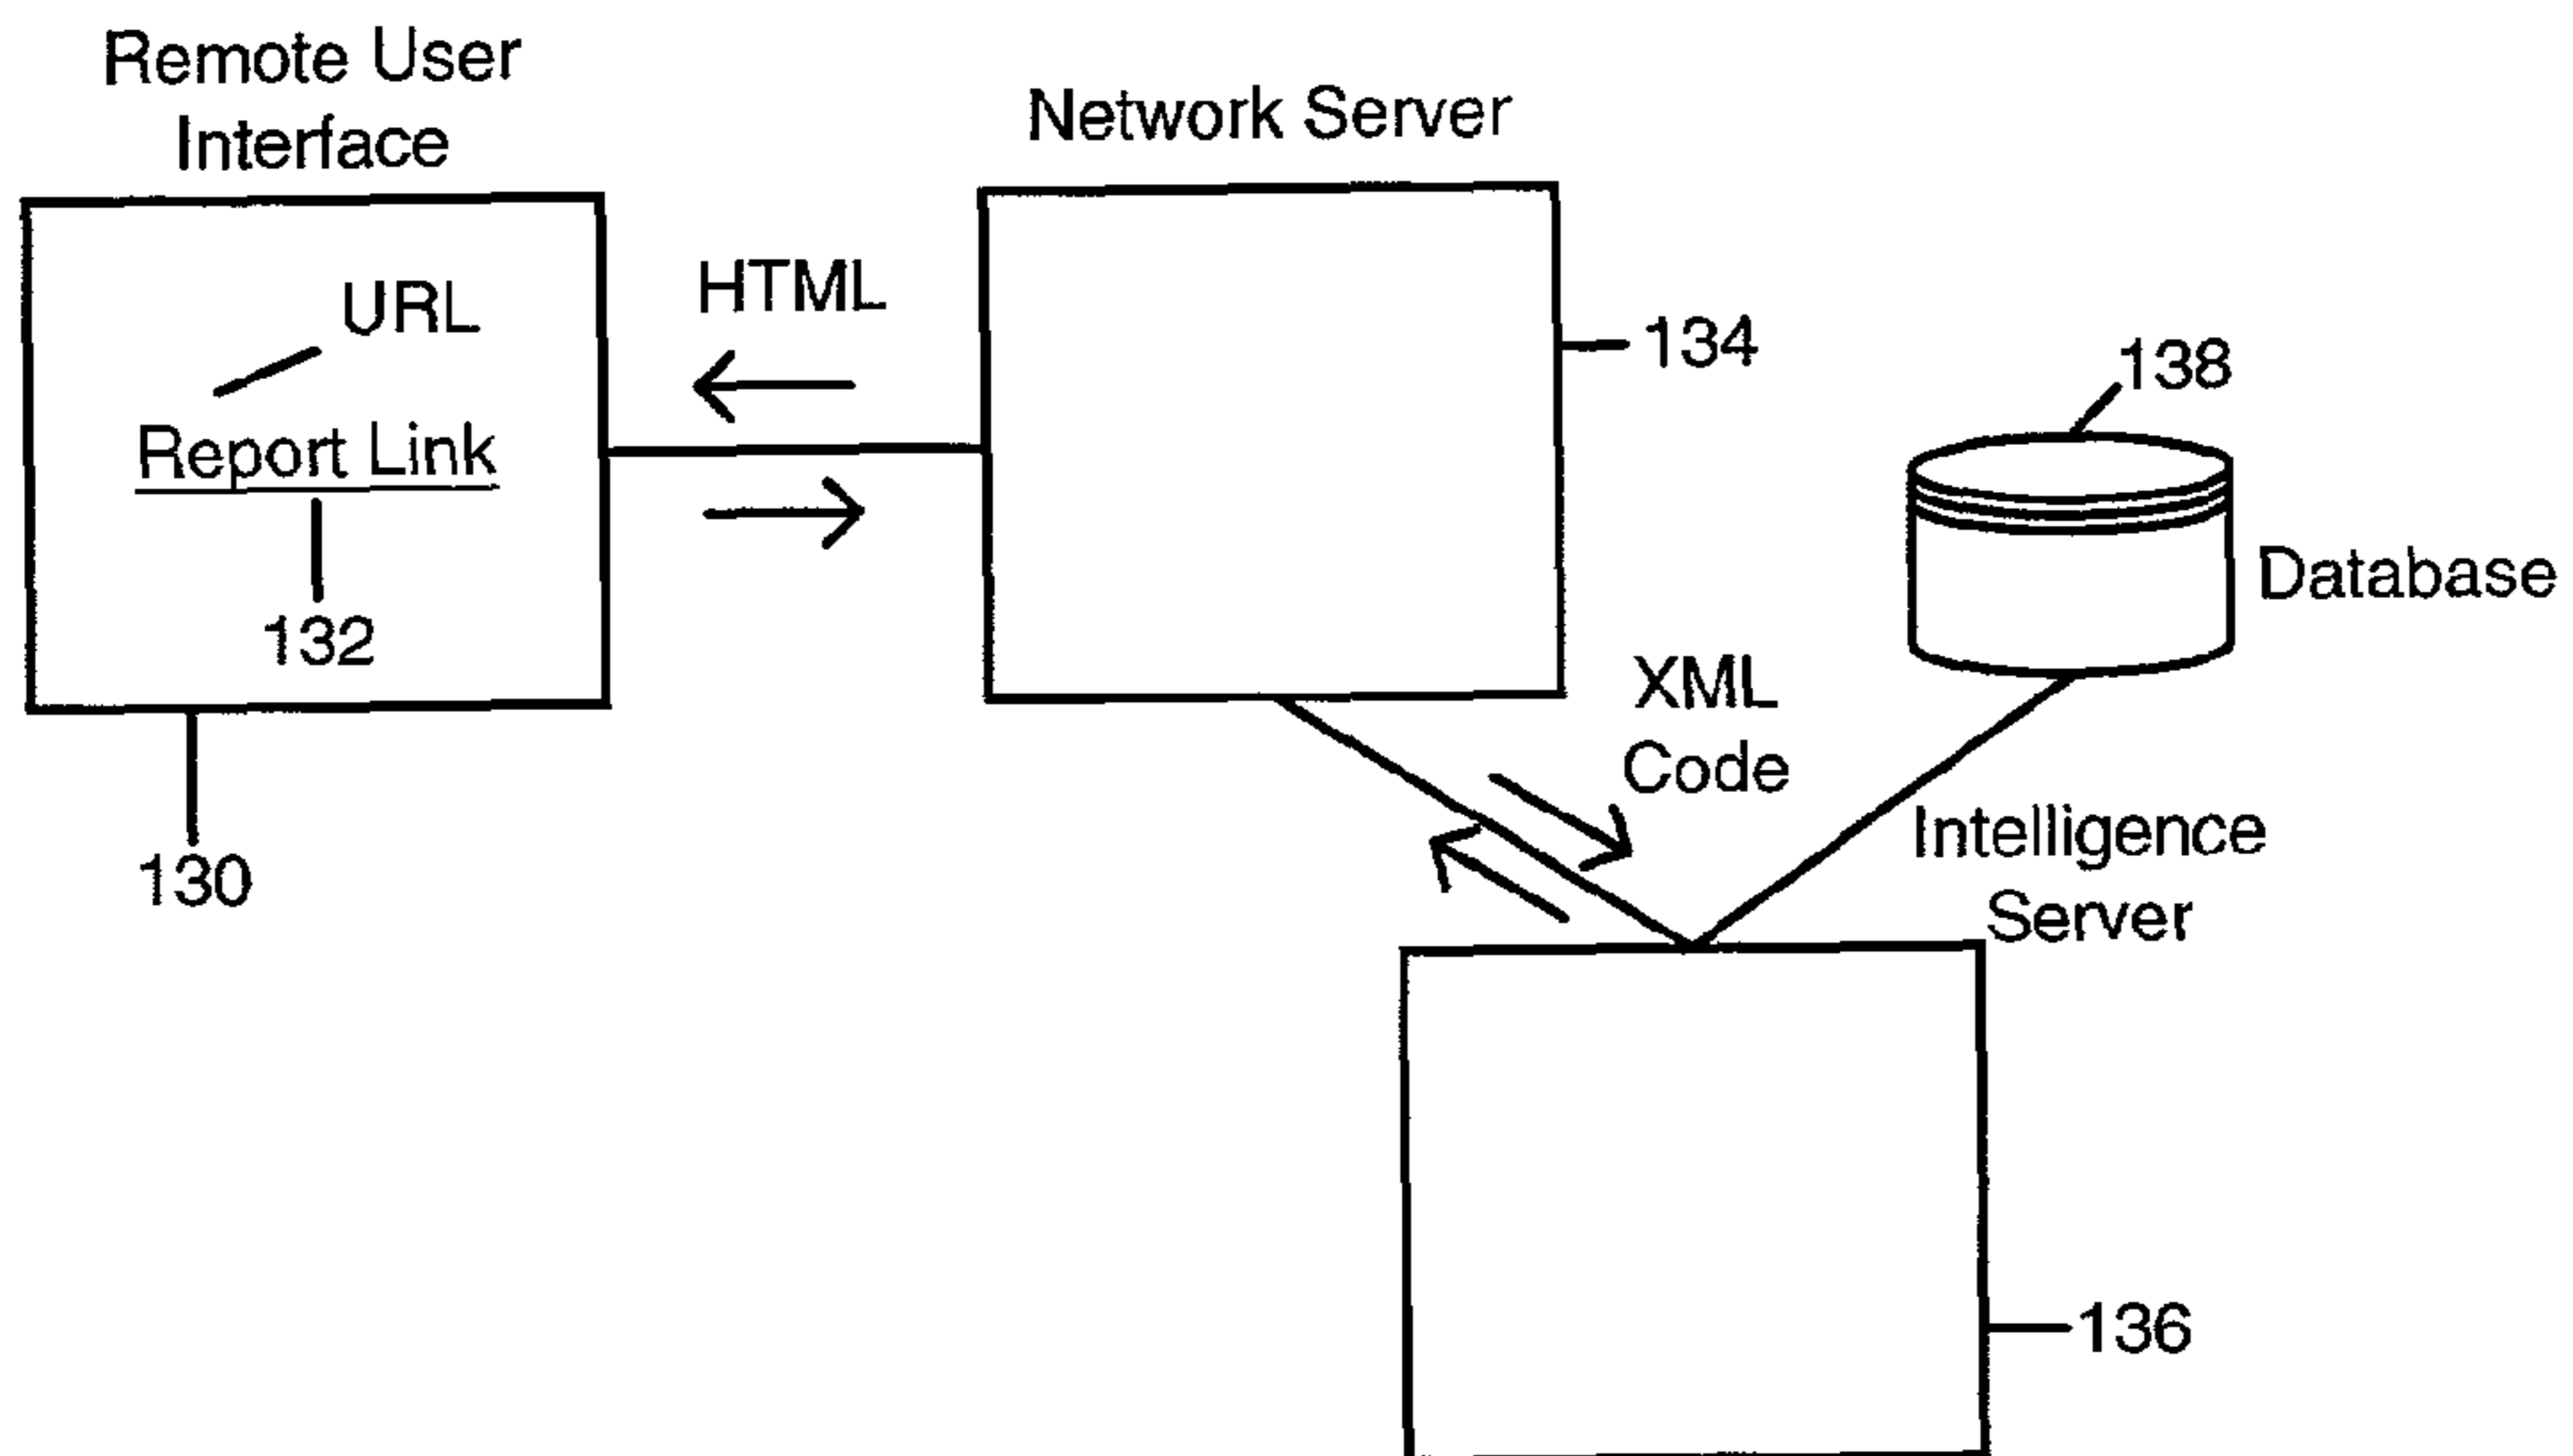 Remote User
Interface
URL
Report Link
132
130
HTML
Network Server
134
XML
Code
138
Database
Intelligence
Server
136